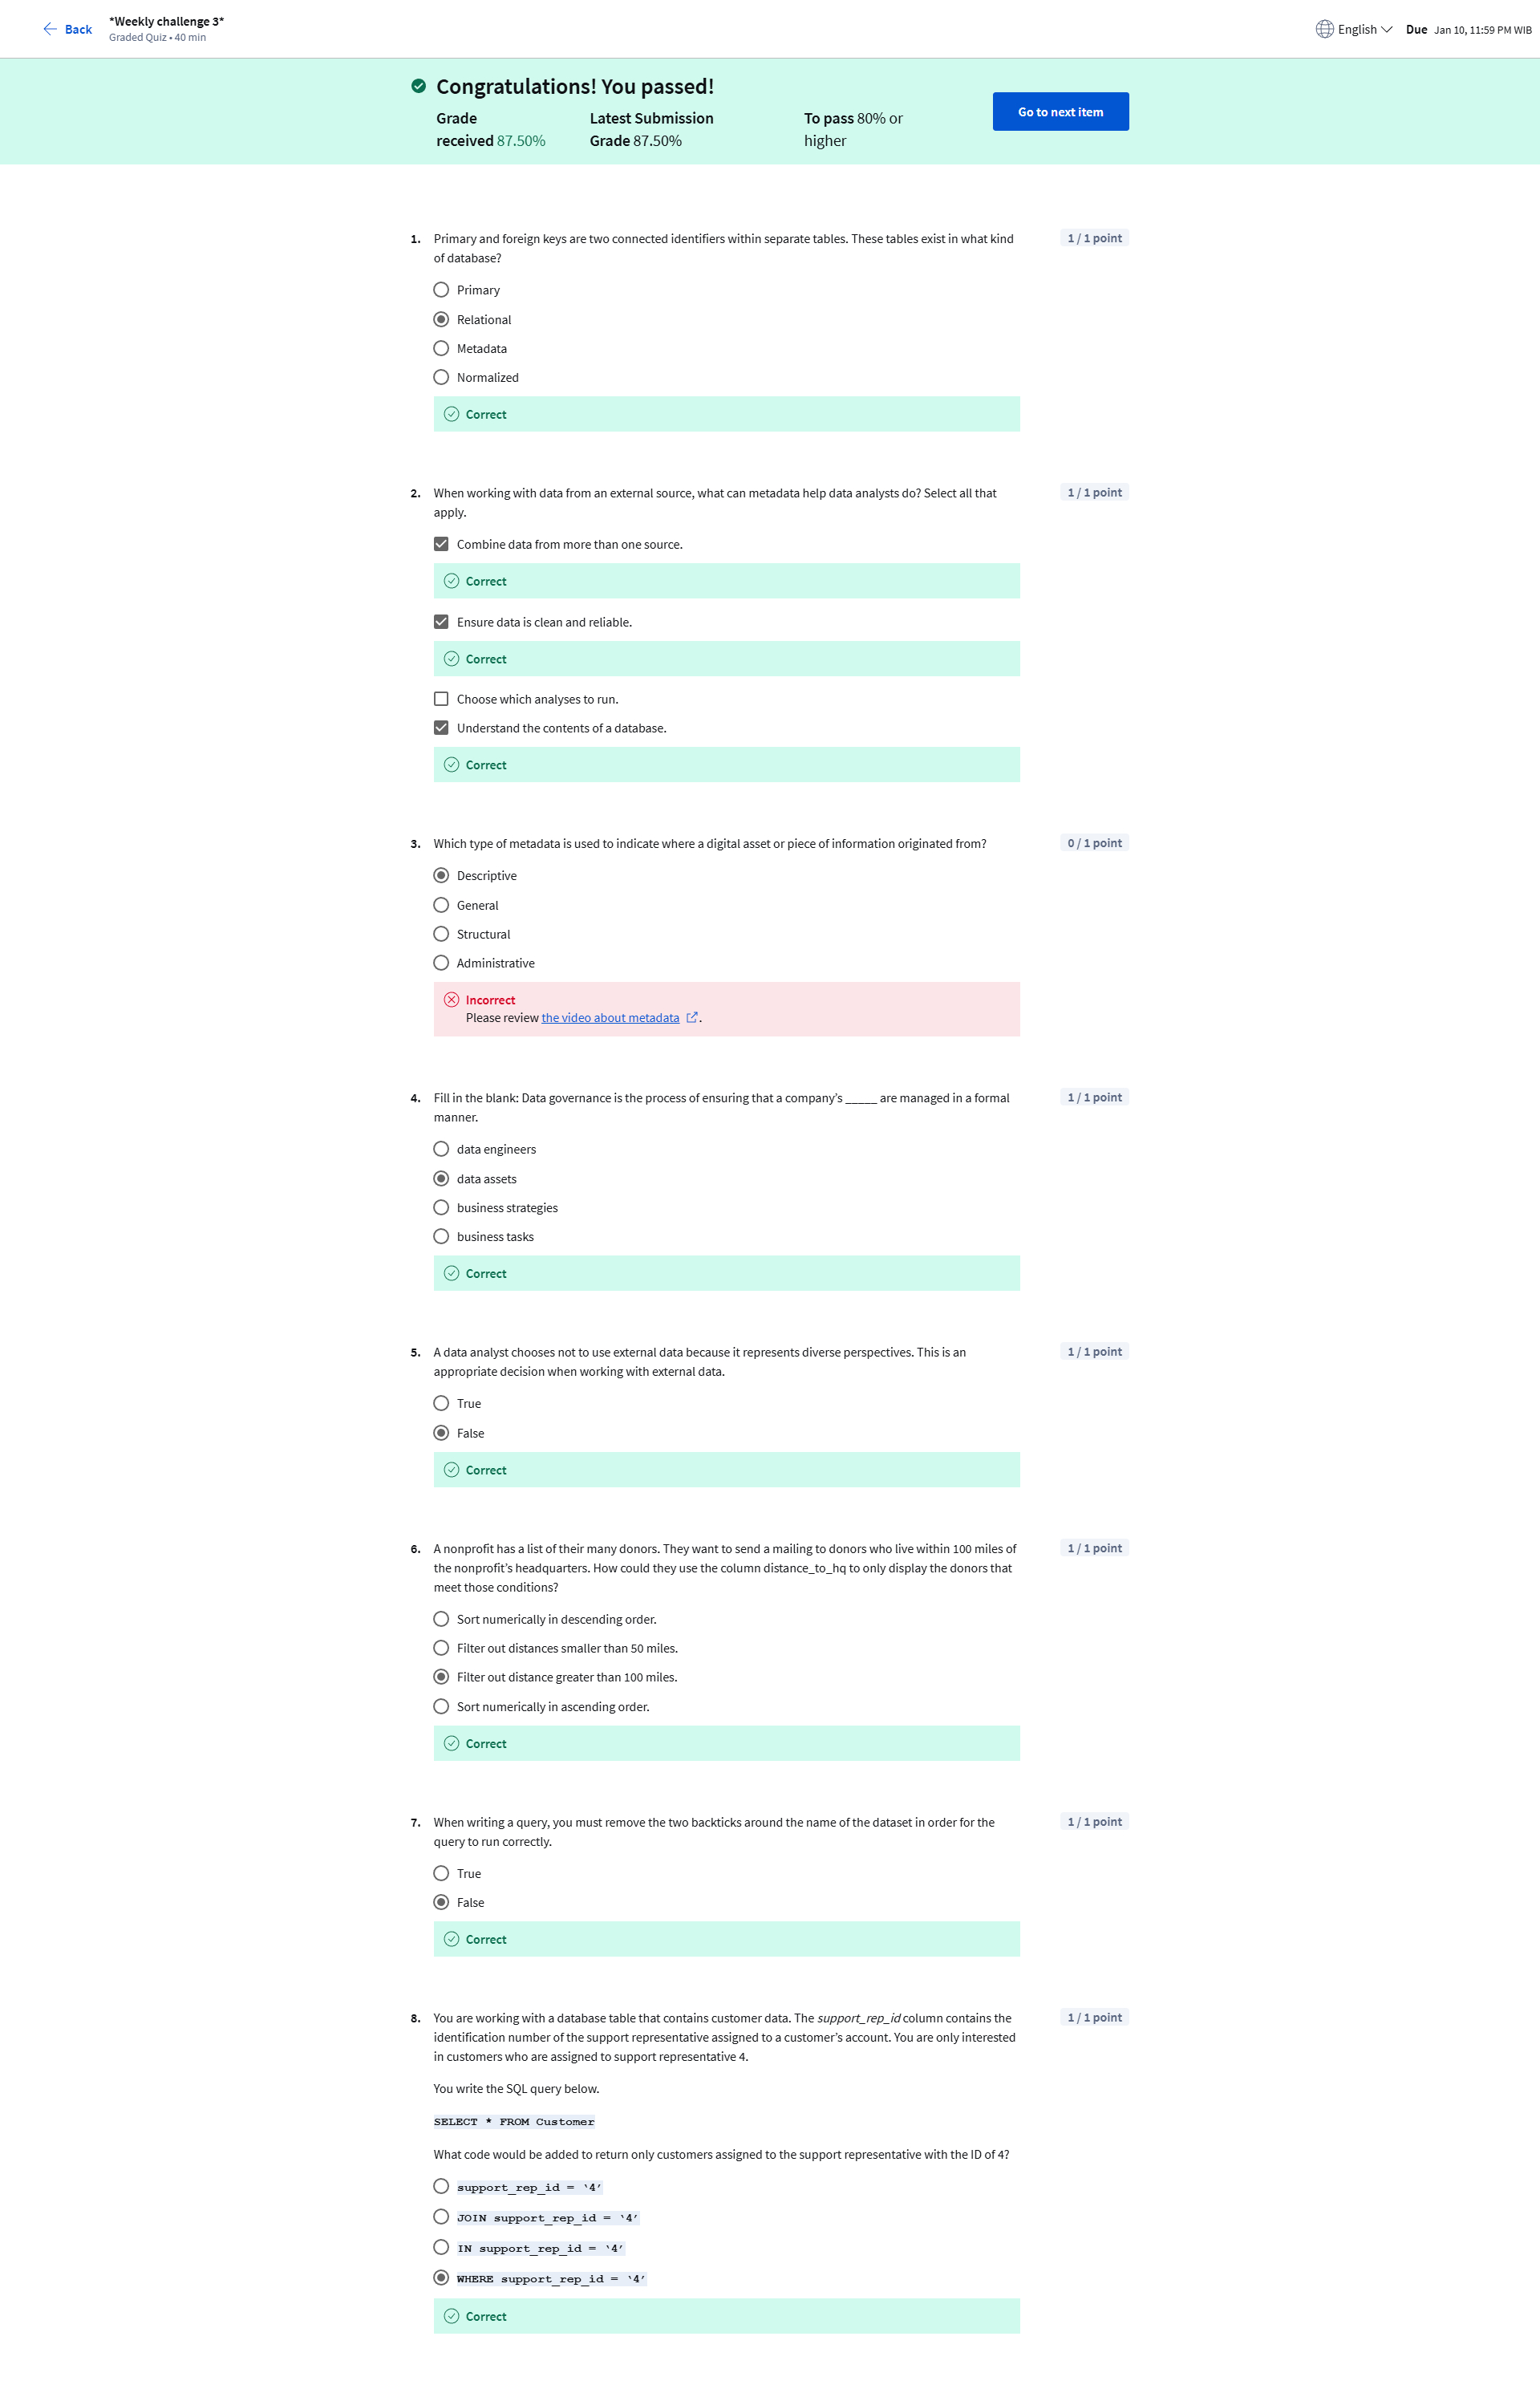 Back
*Weekly challenge 3*
Graded Quiz • 40 min
English
Due Jan 10, 11:59 PM WIB
Congratulations! You passed!
Grade
received 87.50%
Latest Submission
Grade 87.50%
To pass 80% or
higher
Go to next item
1. Primary and foreign keys are two connected identifiers within separate tables. These tables exist in what kind
of database?
1 / 1 point
Primary
Relational
Metadata
Normalized
Correct
2. When working with data from an external source, what can metadata help data analysts do? Select all that
apply.
1 / 1 point
Combine data from more than one source.
Correct
Ensure data is clean and reliable.
Correct
Choose which analyses to run.
Understand the contents of a database.
Correct
3. Which type of metadata is used to indicate where a digital asset or piece of information originated from?
0 / 1 point
Descriptive
General
Structural
Administrative
Incorrect
Please review the video about metadata .
4. Fill in the blank: Data governance is the process of ensuring that a company’s _____ are managed in a formal
manner.
1 / 1 point
data engineers
data assets
business strategies
business tasks
Correct
5. A data analyst chooses not to use external data because it represents diverse perspectives. This is an
appropriate decision when working with external data.
1 / 1 point
True
False
Correct
6. A nonprofit has a list of their many donors. They want to send a mailing to donors who live within 100 miles of
the nonprofit’s headquarters. How could they use the column distance_to_hq to only display the donors that
meet those conditions?
1 / 1 point
Sort numerically in descending order.
Filter out distances smaller than 50 miles.
Filter out distance greater than 100 miles.
Sort numerically in ascending order.
Correct
7. When writing a query, you must remove the two backticks around the name of the dataset in order for the
query to run correctly.
1 / 1 point
True
False
Correct
8. You are working with a database table that contains customer data. The support_rep_id column contains the
identification number of the support representative assigned to a customer’s account. You are only interested
in customers who are assigned to support representative 4.
1 / 1 point
You write the SQL query below.
SELECT * FROM Customer
What code would be added to return only customers assigned to the support representative with the ID of 4?
support_rep_id = ‘4’
JOIN support_rep_id = ‘4’
IN support_rep_id = ‘4’
WHERE support_rep_id = ‘4’
Correct